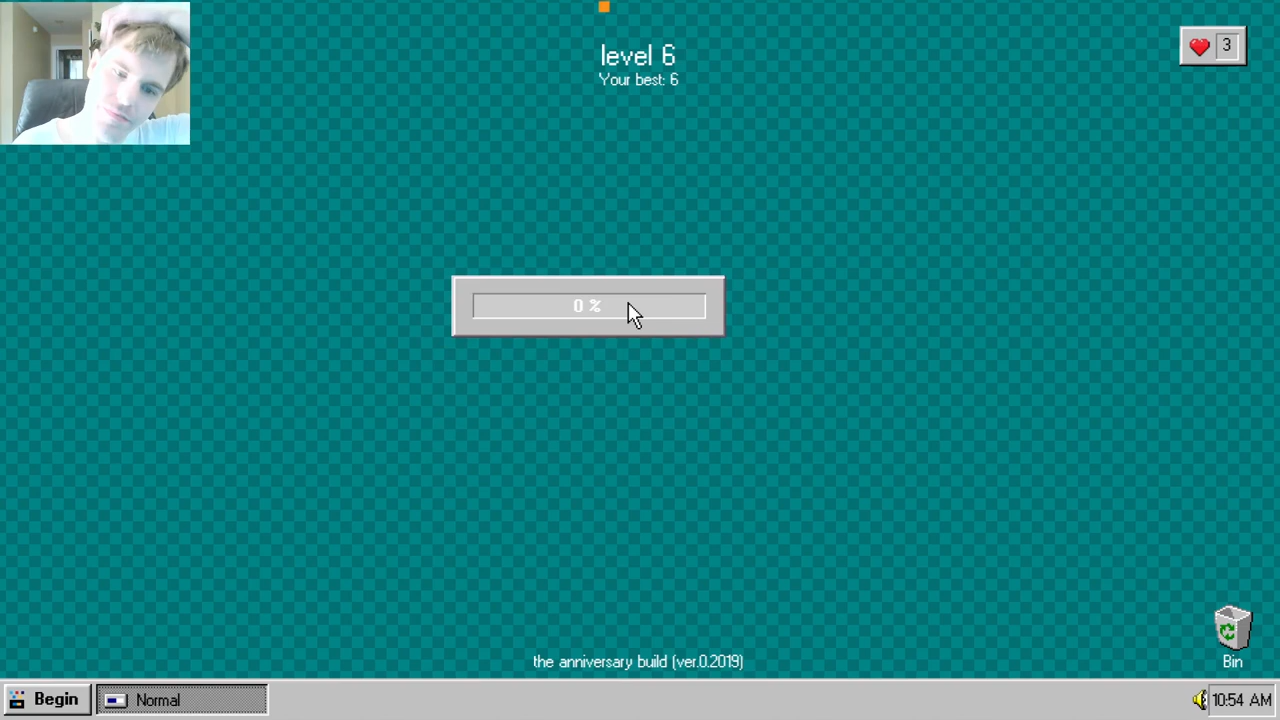 level 6
Your best: 6
3
0 %
Bin
the anniversary build (ver.0.2019)
Begin
Normal
10:54 AM